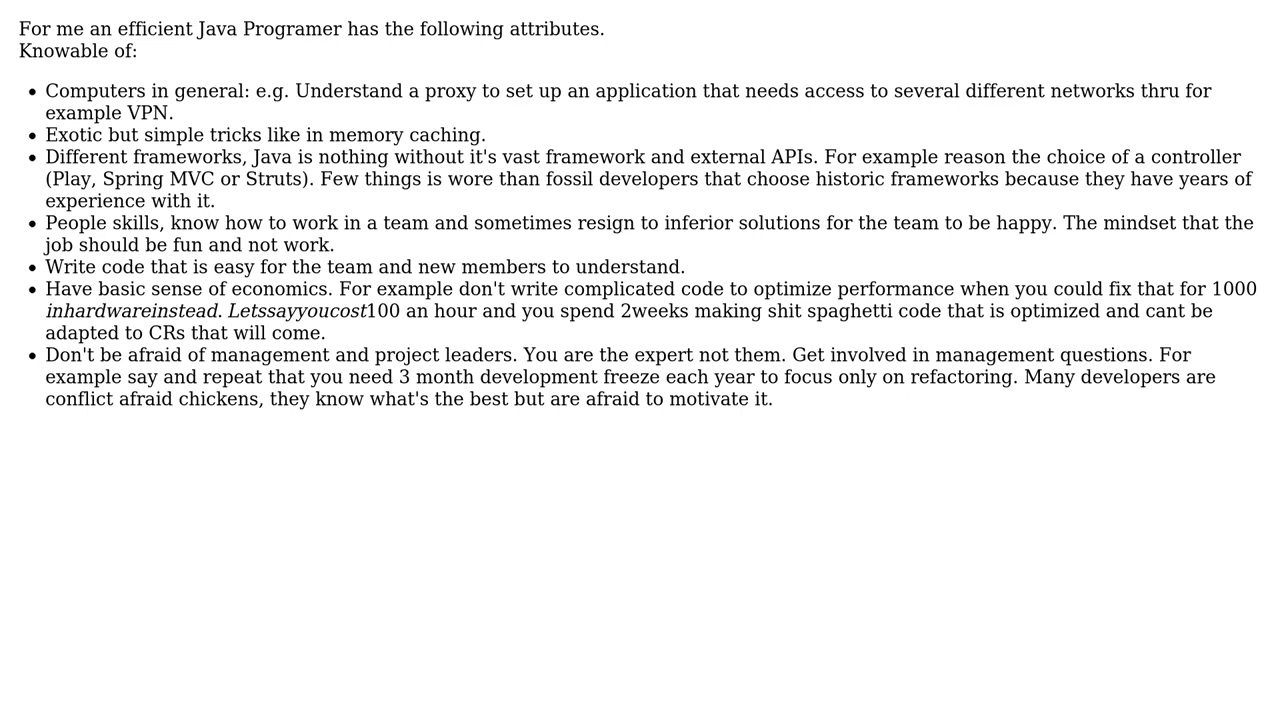 For me an efficient Java Programer has the following attributes.
Knowable of:
• Computers in general: e.g. Understand a proxy to set up an application that needs access to several different networks thru for
example VPN.
• Exotic but simple tricks like in memory caching.
• Different frameworks, Java is nothing without it's vast framework and external APIs. For example reason the choice of a controller
(Play, Spring MVC or Struts). Few things is wore than fossil developers that choose historic frameworks because they have years of
experience with it.
• People skills, know how to work in a team and sometimes resign to inferior solutions for the team to be happy. The mindset that the
job should be fun and not work.
• Write code that is easy for the team and new members to understand.
• Have basic sense of economics. For example don't write complicated code to optimize performance when you could fix that for 1000
inhardwareinstead. Letssayyoucost100 an hour and you spend 2weeks making shit spaghetti code that is optimized and cant be
adapted to CRs that will come.
• Don't be afraid of management and project leaders. You are the expert not them. Get involved in management questions. For
example say and repeat that you need 3 month development freeze each year to focus only on refactoring. Many developers are
conflict afraid chickens, they know what's the best but are afraid to motivate it.